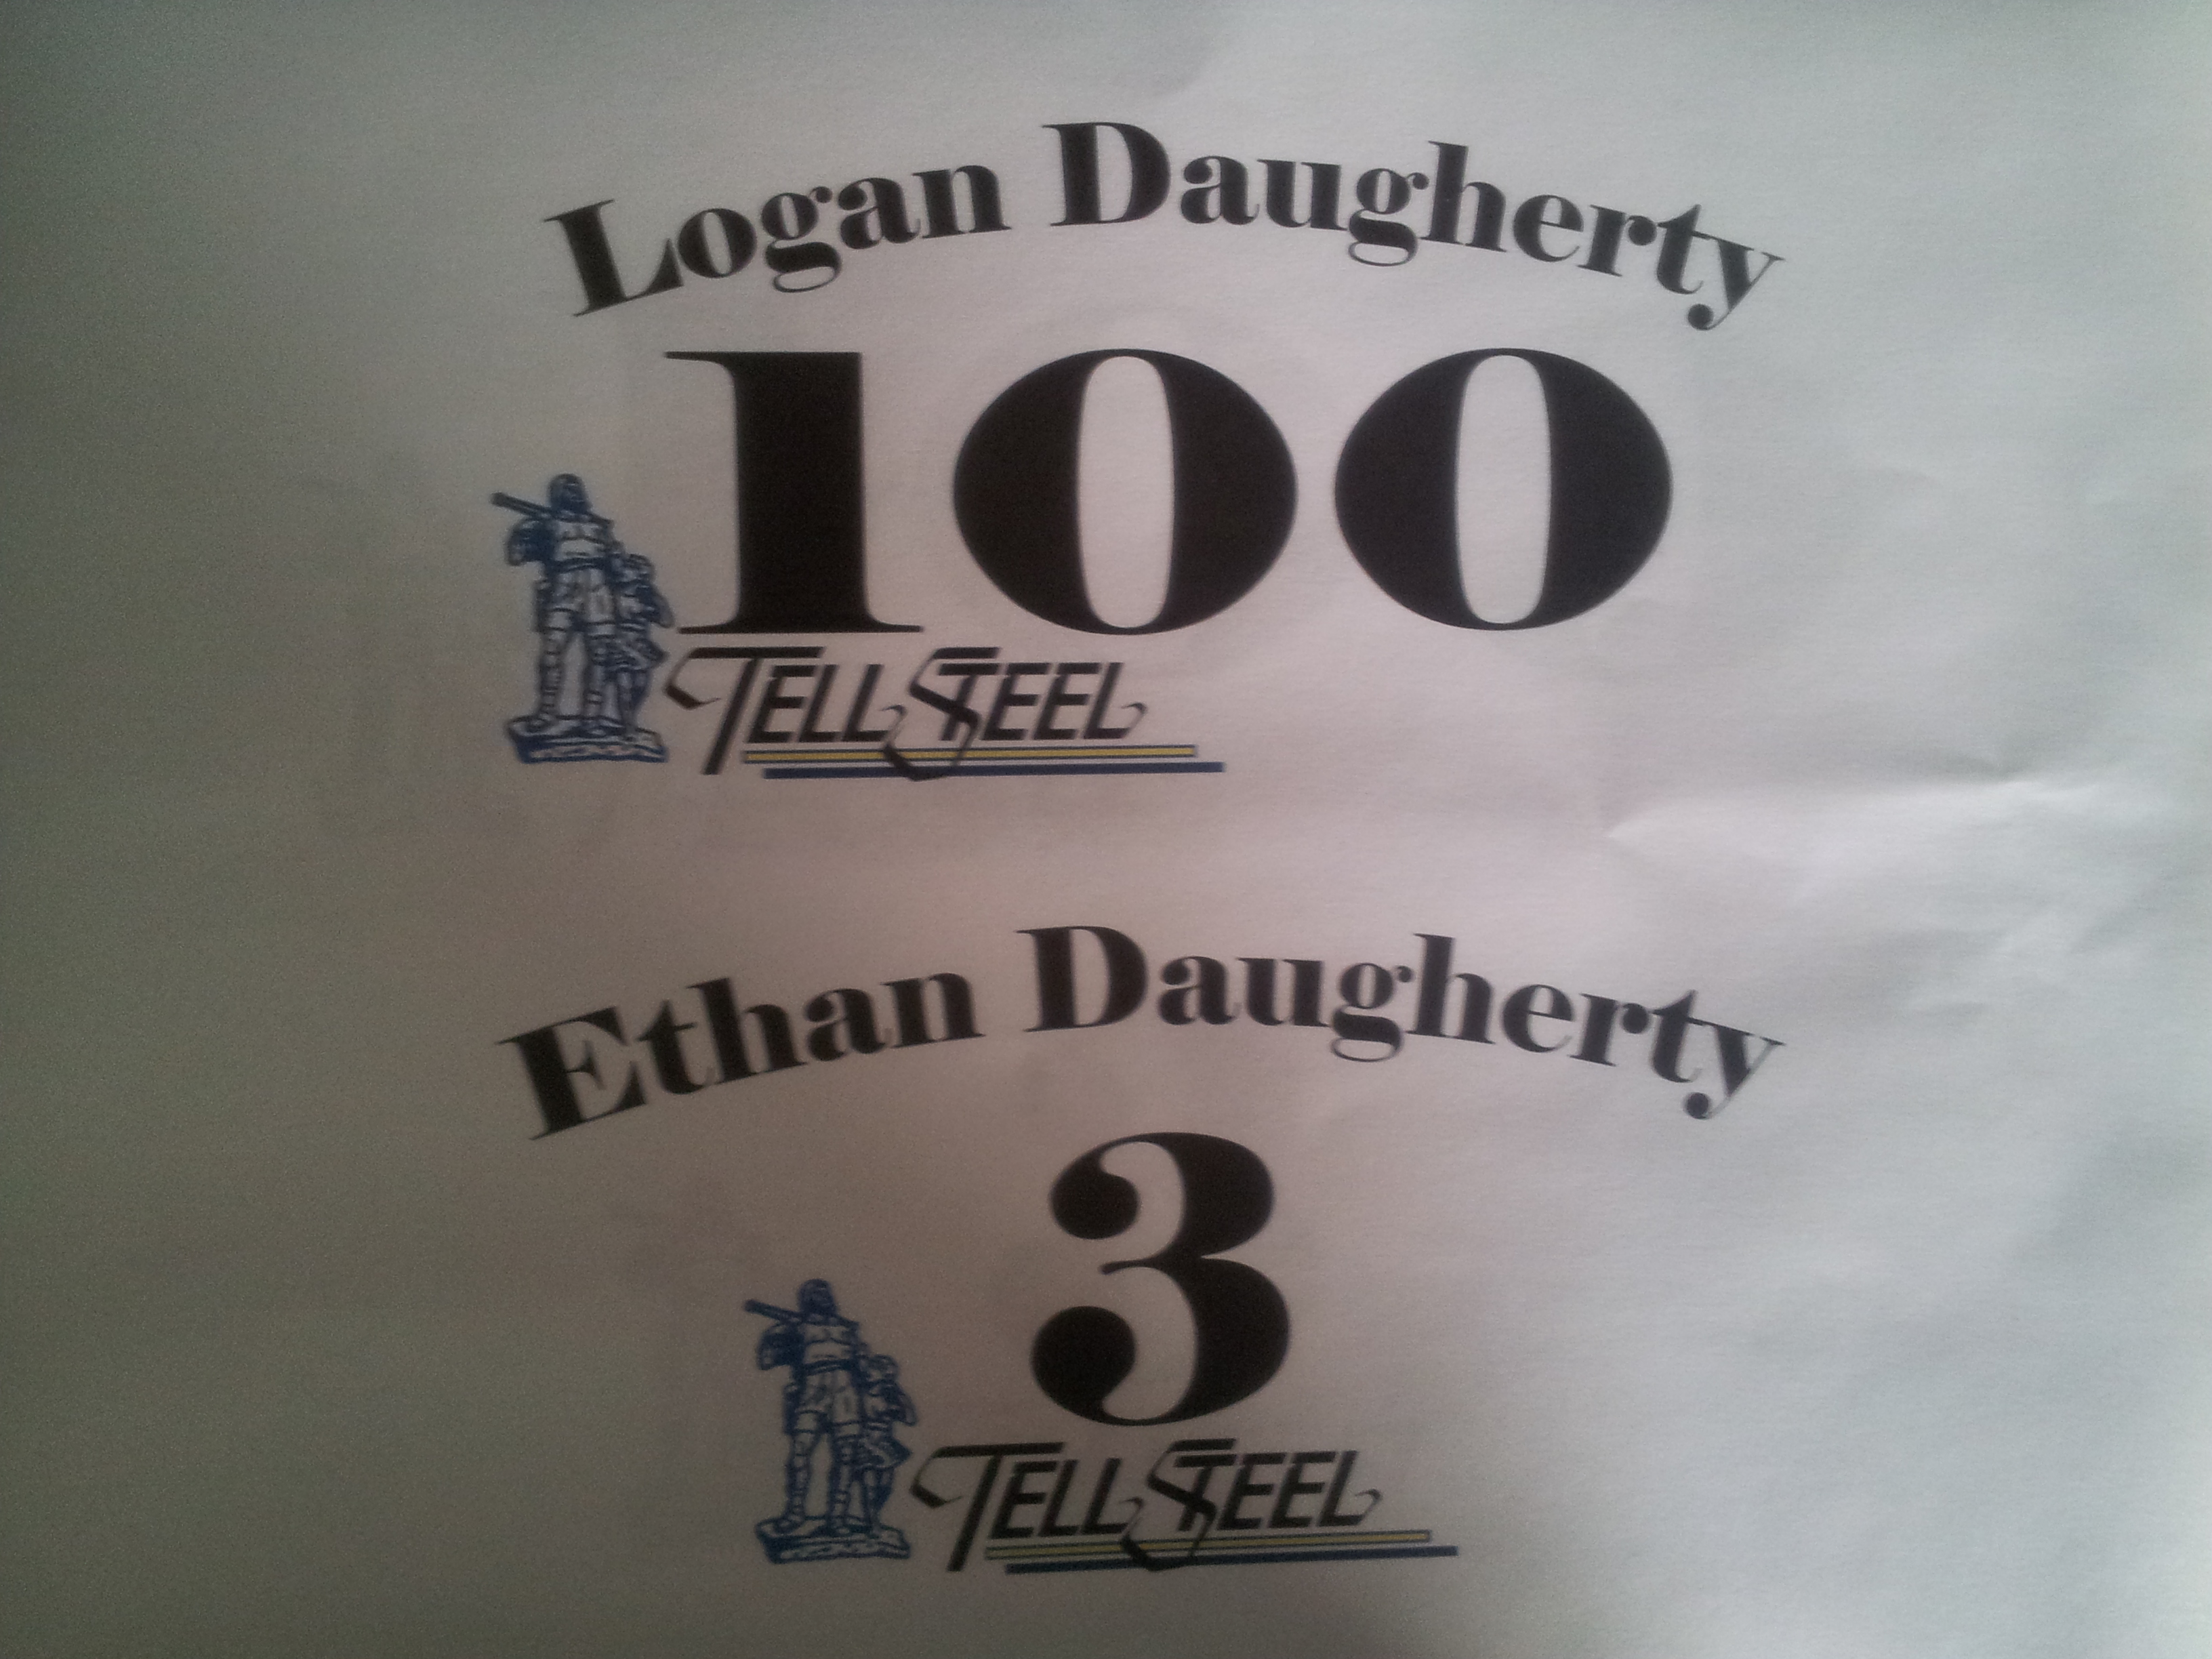 Logan Daugherty
100
TELL STEEL
Ethan Daugherty
3
TELL STEEL